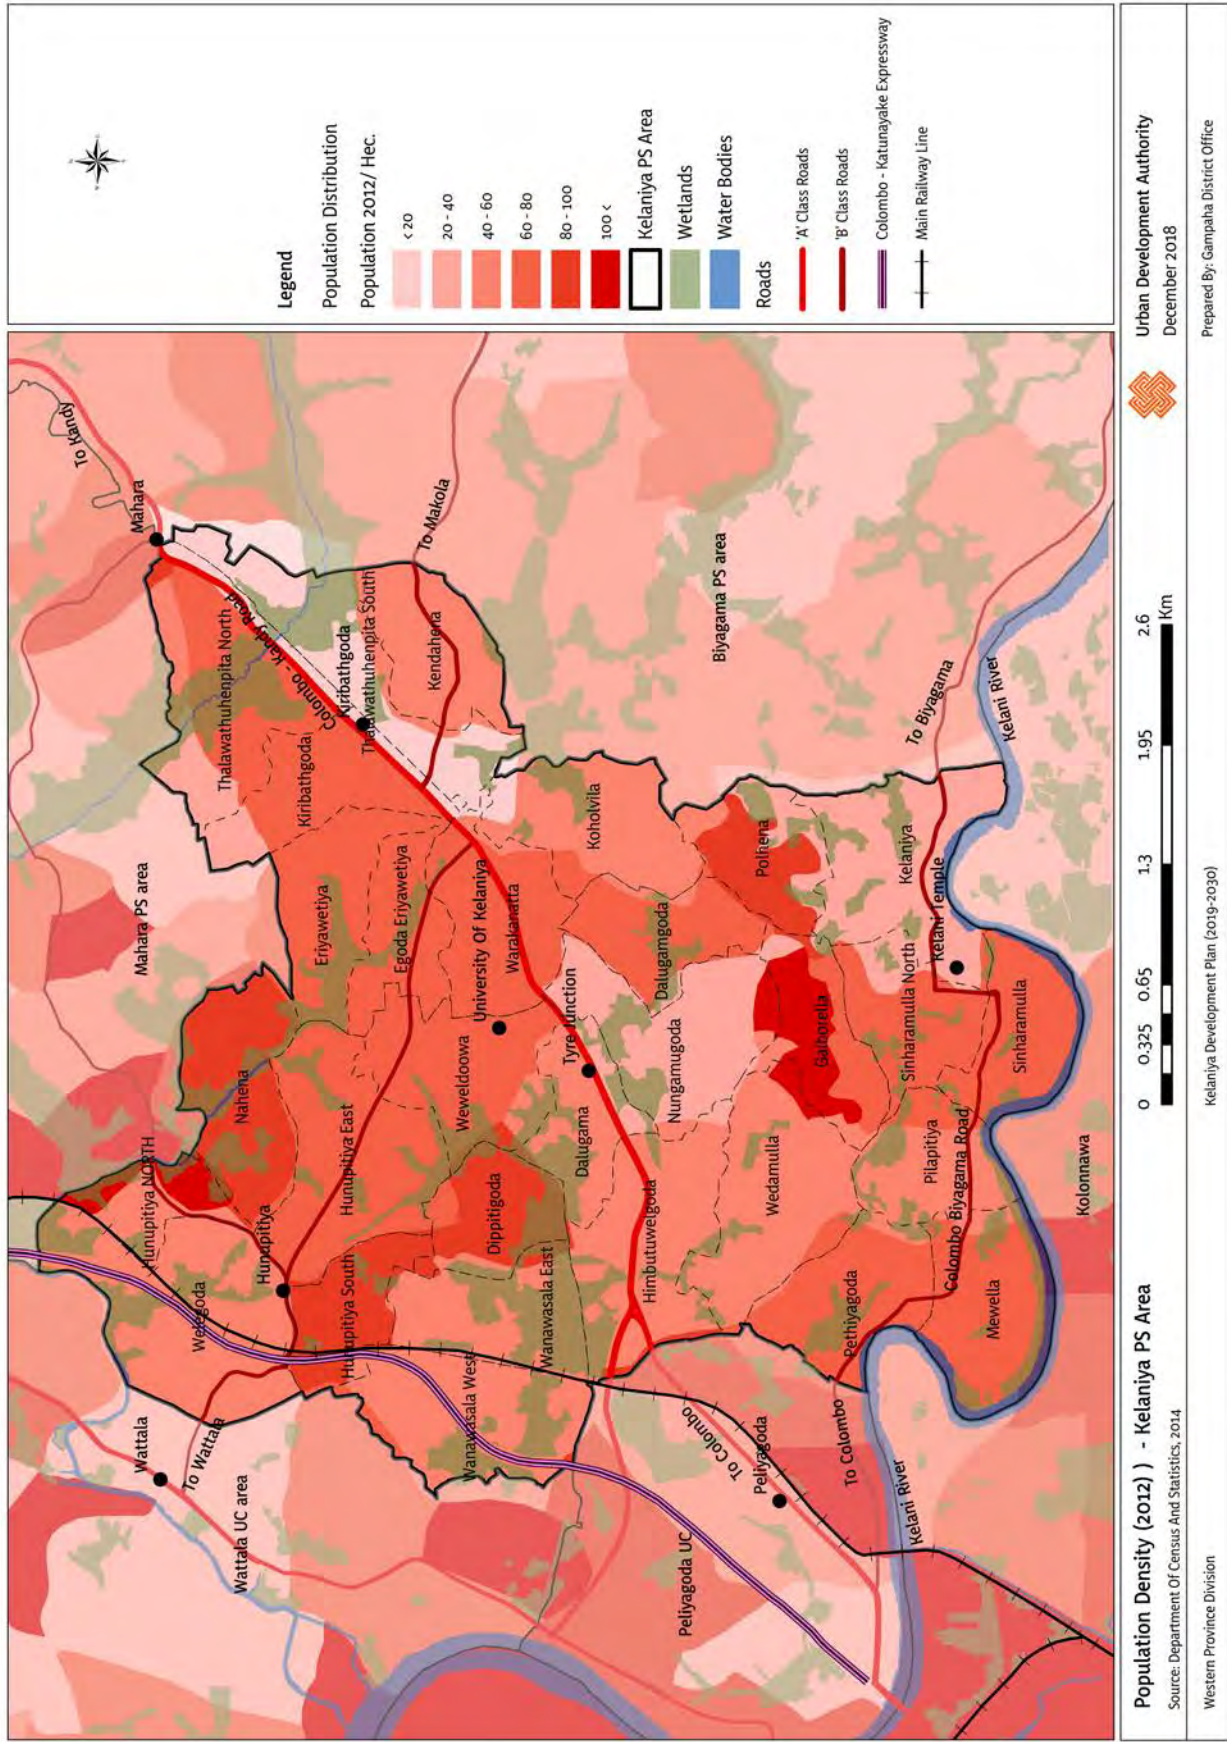 Mahara
To Kandy
Thalawathuhenpita North
Colombo - Kandy Road
Kiribathgoda
Kiribathgoda
Thalawathuhenpita South
Kendahena
To Makola
Mahara PS area
Eriyawetiya
Egoda Eriyawetiya
University Of Kelaniya
Warakanatta
Koholvila
Biyagama PS area
Nahena
Hunupitiya NORTH
Hunupitiya
Hunupitiya East
Weweldoowa
Tyre Junction
Dalugamgoda
Polhena
Kelaniya
To Biyagama
Kelani River
Welegoda
Hunupitiya South
Dippitigoda
Dalugama
Nungamugoda
Galborella
Sinharamulla North
Kelani Temple
Sinharamulla
Wattala
To Wattala
Wattala UC area
Wanawasala West
Wanawasala East
Himbutuwelgoda
Wedamulla
Pilapitiya
Colombo Biyagama Road
Kolonnawa
Pethiyagoda
Mewella
Peliyagoda UC
To Colombo
Peliyagoda
To Colombo
Kelani River
N
Legend
Population Distribution
Population 2012/ Hec.
< 20
20 - 40
40 - 60
60 - 80
80 - 100
100 <
Kelaniya PS Area
Wetlands
Water Bodies
Roads
'A' Class Roads
'B' Class Roads
Colombo - Katunayake Expressway
Main Railway Line
Population Density (2012) ) - Kelaniya PS Area
Source: Department Of Census And Statistics, 2014
0 0.325 0.65 1.3 1.95 2.6
Km
Urban Development Authority
December 2018
Western Province Division
Kelaniya Development Plan (2019-2030)
Prepared By: Gampaha District Office